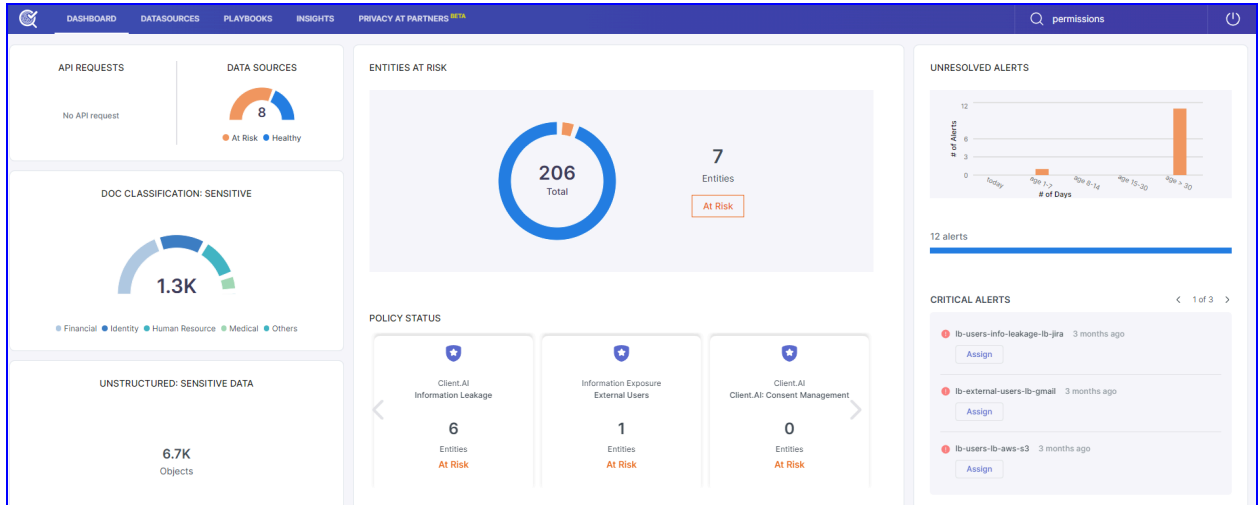 DASHBOARD DATASOURCES PLAYBOOKS INSIGHTS PRIVACY AT PARTNERS BETA permissions
API REQUESTS
No API request
DATA SOURCES
8
At Risk Healthy
DOC CLASSIFICATION: SENSITIVE
1.3K
Financial Identity Human Resource Medical Others
UNSTRUCTURED: SENSITIVE DATA
6.7K
Objects
ENTITIES AT RISK
206
Total
7
Entities
At Risk
POLICY STATUS
Client.AI
Information Leakage
6
Entities
At Risk
Information Exposure
External Users
1
Entities
At Risk
Client.AI
Client.AI: Consent Management
0
Entities
At Risk
UNRESOLVED ALERTS
# of Alerts
12
6
3
0
today age 1-7 age 8-14 age 15-30 age > 30
# of Days
12 alerts
CRITICAL ALERTS < 1 of 3 >
lb-users-info-leakage-lb-jira 3 months ago
Assign
lb-external-users-lb-gmail 3 months ago
Assign
lb-users-lb-aws-s3 3 months ago
Assign